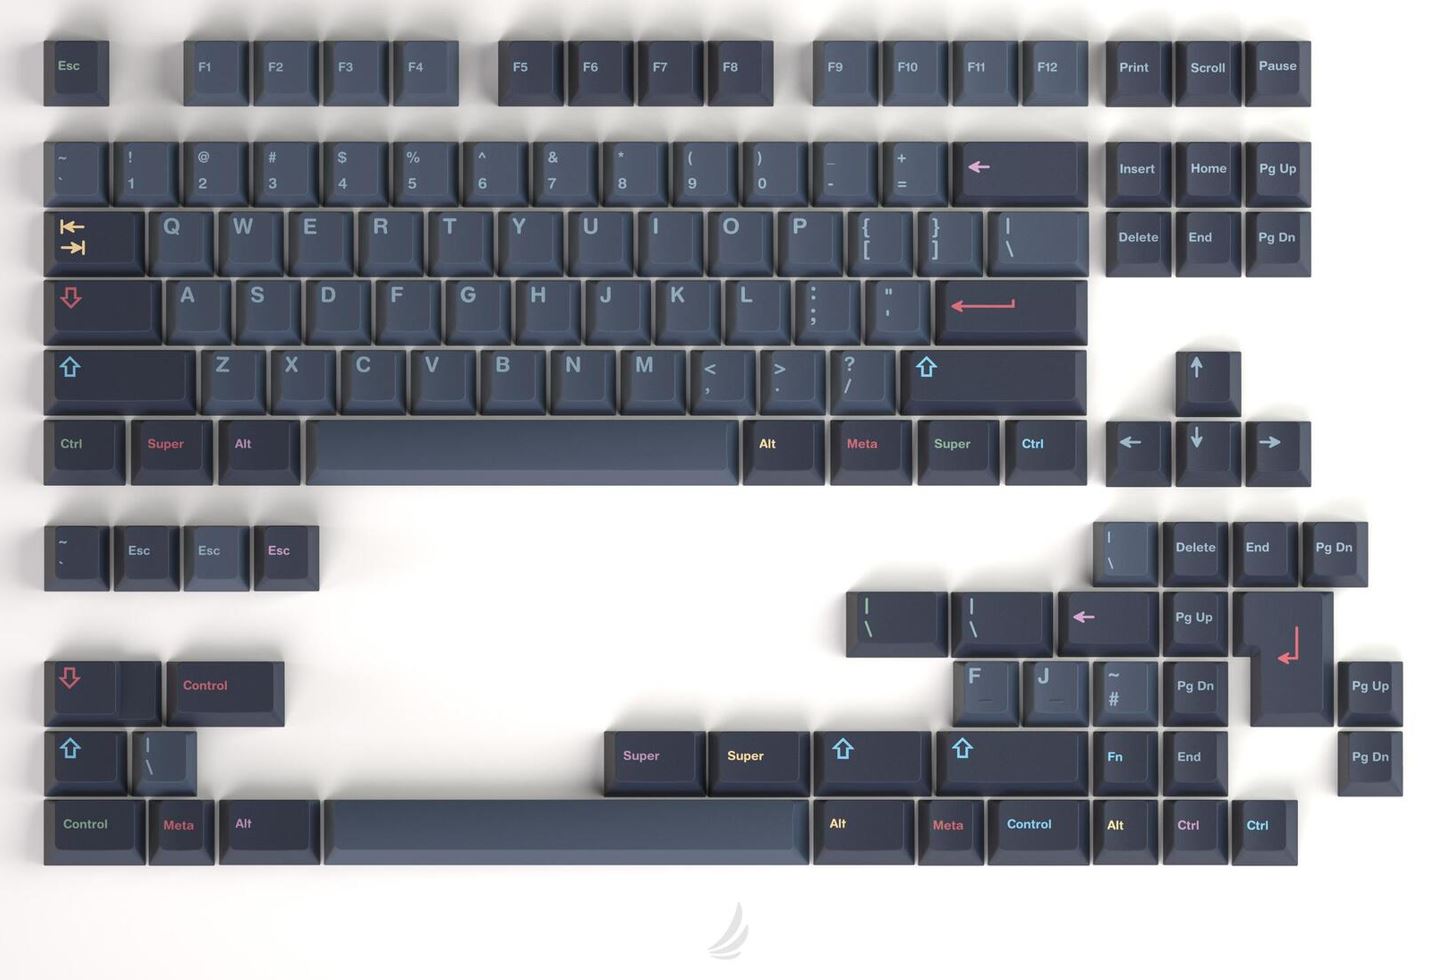 Esc F1 F2 F3 F4 F5 F6 F7 F8 F9 F10 F11 F12 Print Scroll Pause
~ ! @ # $ % ^ & * ( ) _ +
` 1 2 3 4 5 6 7 8 9 0 - = ← Insert Home Pg Up
⇤ Q W E R T Y U I O P { } | Delete End Pg Dn
⇥ [ ] \
⇩ A S D F G H J K L : " ←
; '
⇧ Z X C V B N M < > ? ⇧ ↑
, . /
Ctrl Super Alt Alt Meta Super Ctrl ← ↓ →
~ Esc Esc Esc | Delete End Pg Dn
` \
| | ← Pg Up ↵
\ \
⇩ Control F J ~ Pg Dn Pg Up
_ _ #
⇧ | Super Super ⇧ ⇧ Fn End Pg Dn
\
Control Meta Alt Alt Meta Control Alt Ctrl Ctrl